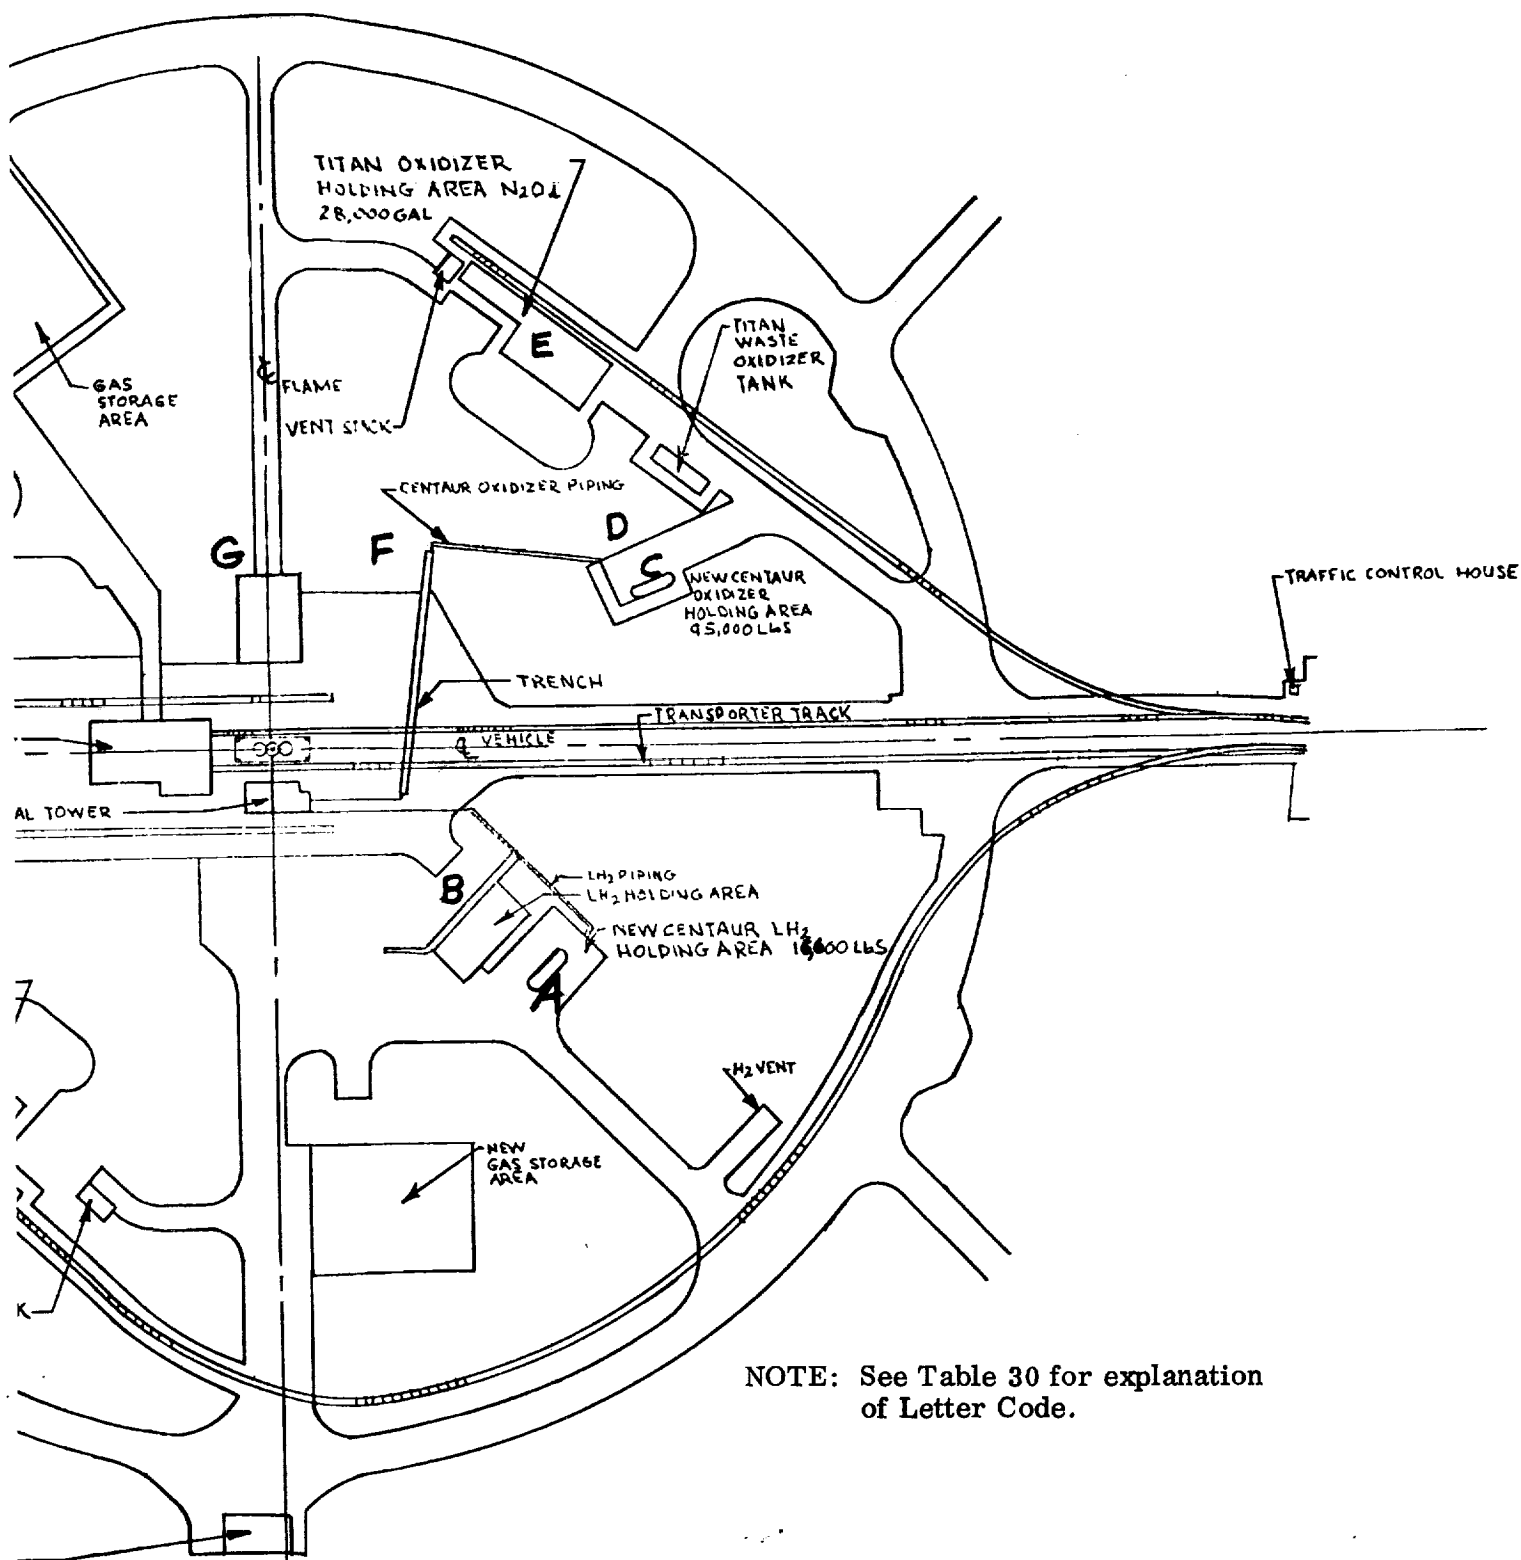 TITAN OXIDIZER
HOLDING AREA N2O4
28,000 GAL
E
TITAN
WASTE
OXIDIZER
TANK
GAS
STORAGE
AREA
℄ FLAME
VENT STACK
CENTAUR OXIDIZER PIPING
G
F
D
C
NEW CENTAUR
OXIDIZER
HOLDING AREA
95,000 LBS
TRAFFIC CONTROL HOUSE
TRENCH
TRANSPORTER TRACK
℄ VEHICLE
AL TOWER
B
LH2 PIPING
LH2 HOLDING AREA
NEW CENTAUR LH2
HOLDING AREA LBS
A
H2 VENT
NEW
GAS STORAGE
AREA
K
NOTE: See Table 30 for explanation
of Letter Code.